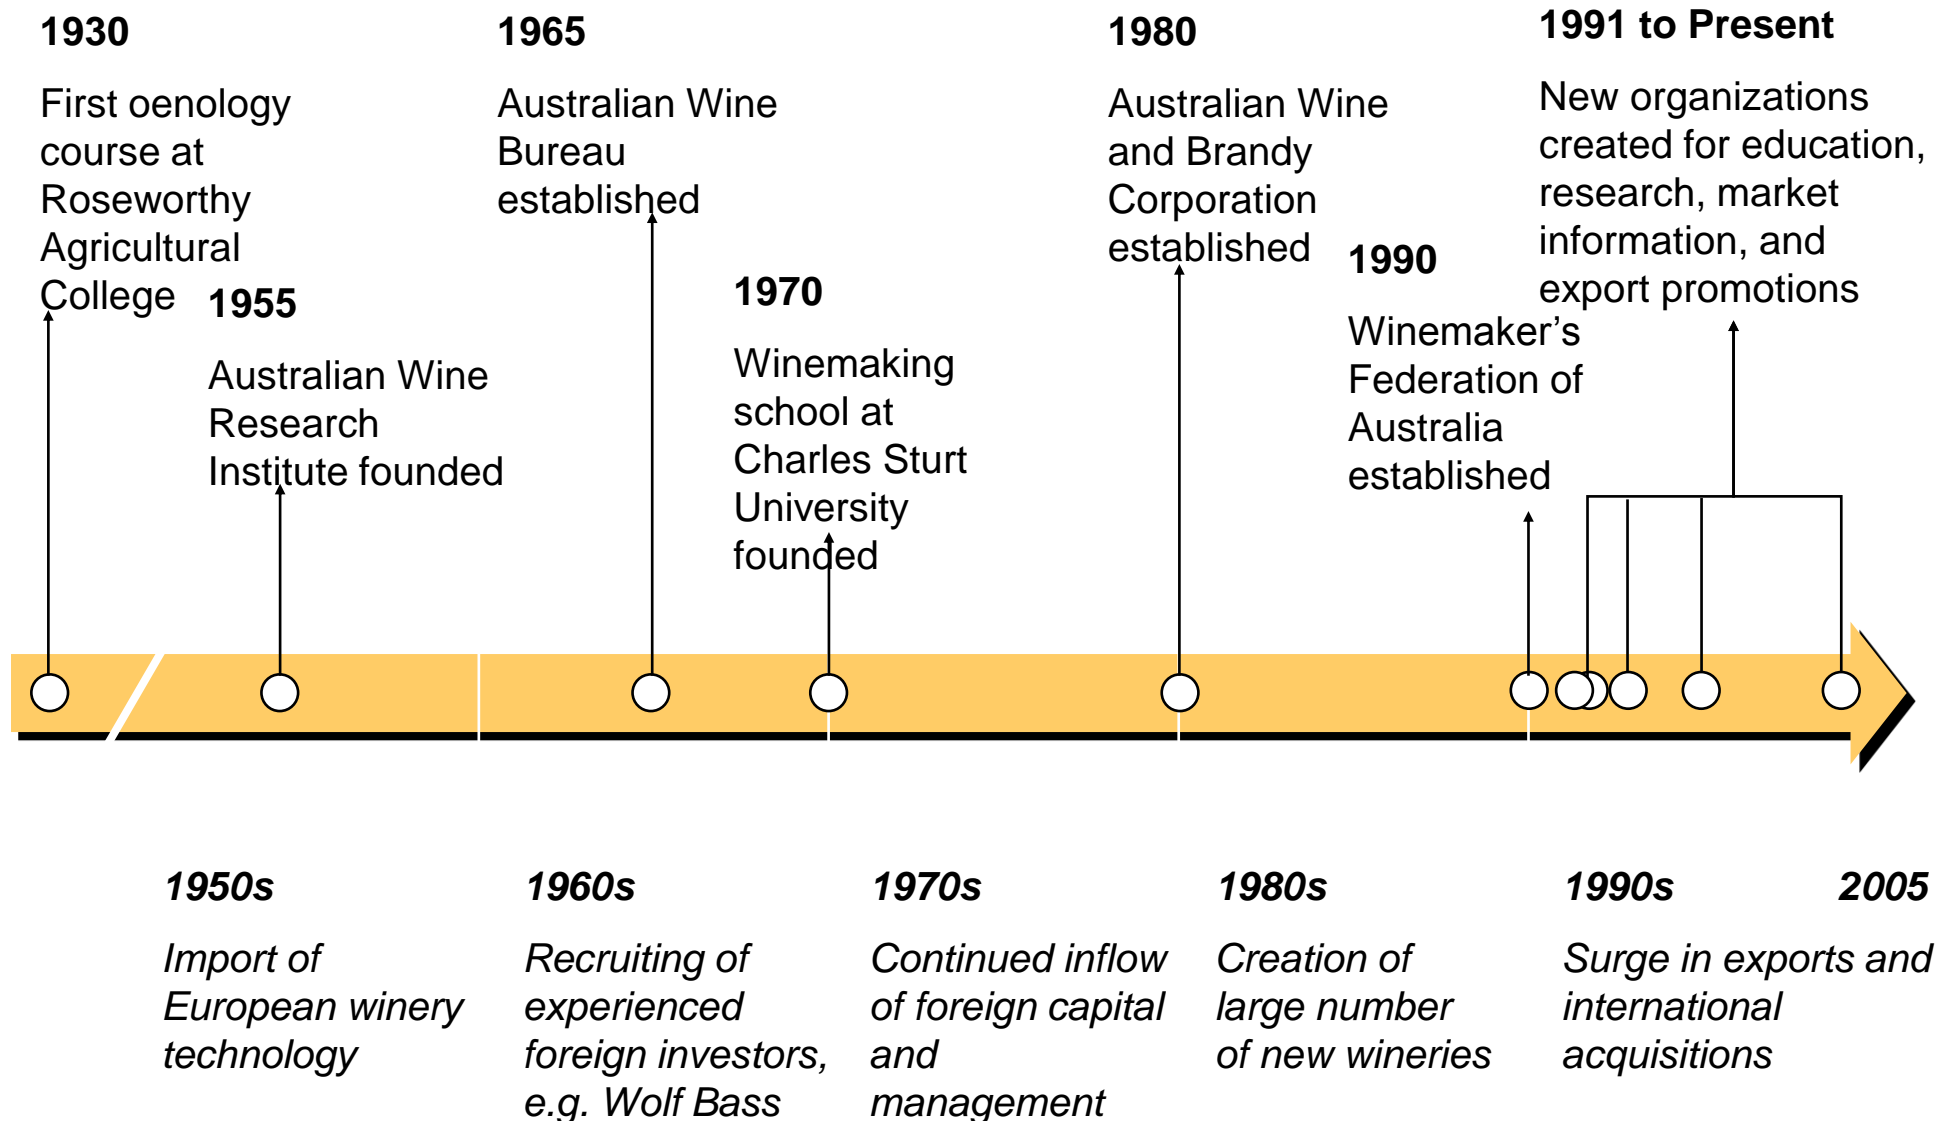 1930
First oenology
course at
Roseworthy
Agricultural
College
1955
Australian Wine
Research
Institute founded
1965
Australian Wine
Bureau
established
1970
Winemaking
school at
Charles Sturt
University
founded
1980
Australian Wine
and Brandy
Corporation
established
1990
Winemaker’s
Federation of
Australia
established
1991 to Present
New organizations
created for education,
research, market
information, and
export promotions
1950s
Import of
European winery
technology
1960s
Recruiting of
experienced
foreign investors,
e.g. Wolf Bass
1970s
Continued inflow
of foreign capital
and
management
1980s
Creation of
large number
of new wineries
1990s
2005
Surge in exports and
international
acquisitions